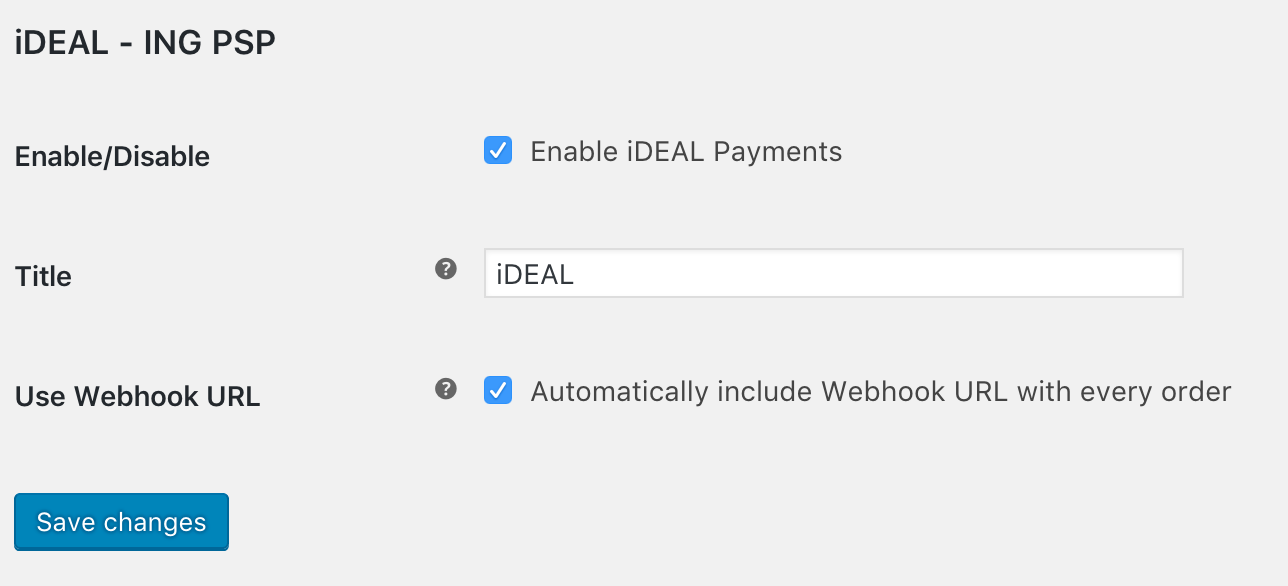 iDEAL - ING PSP
Enable/Disable
Enable iDEAL Payments
Title
?
iDEAL
Use Webhook URL
?
Automatically include Webhook URL with every order
Save changes